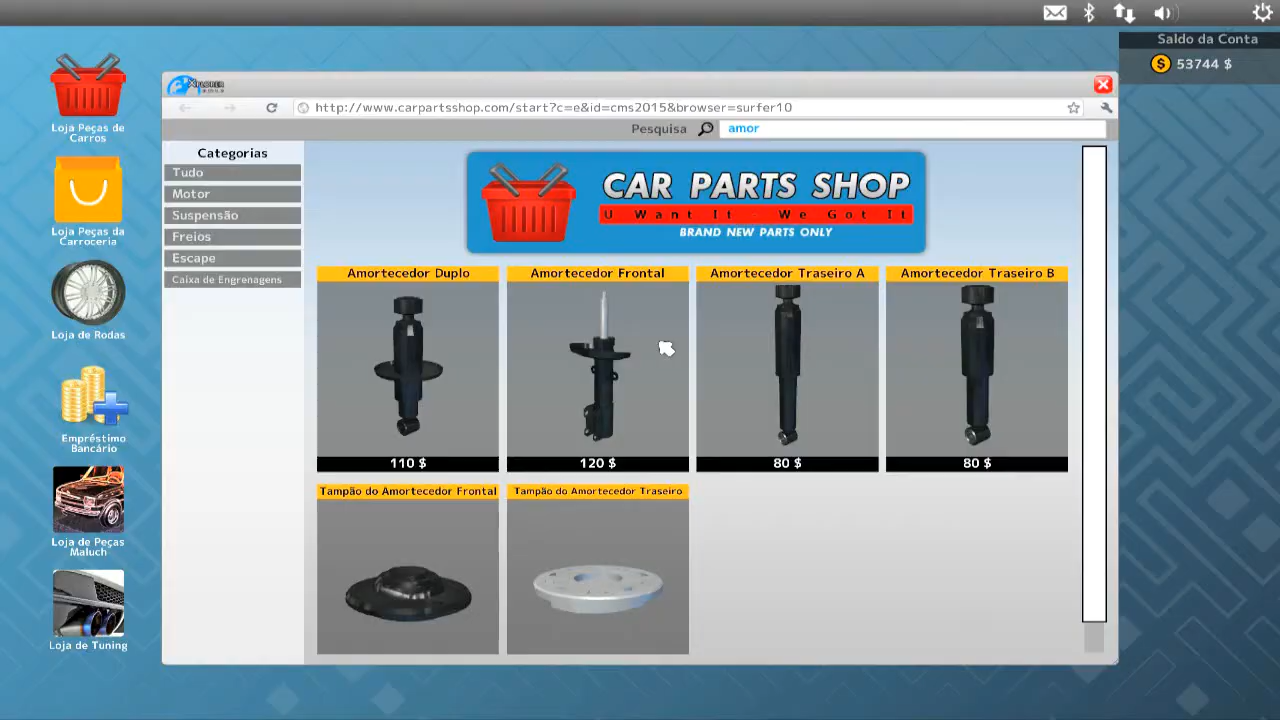 Saldo da Conta
53744 $
Loja Peças de
Carros
Loja Peças da
Carroceria
Loja de Rodas
Empréstimo
Bancário
Loja de Peças
Maluch
Loja de Tuning
http://www.carpartsshop.com/start?c=e&id=cms2015&browser=surfer10
Pesquisa
amor
Categorias
Tudo
Motor
Suspensão
Freios
Escape
Caixa de Engrenagens
CAR PARTS SHOP
U Want It - We Got It
BRAND NEW PARTS ONLY
Amortecedor Duplo
110 $
Amortecedor Frontal
120 $
Amortecedor Traseiro A
80 $
Amortecedor Traseiro B
80 $
Tampão do Amortecedor Frontal
Tampão do Amortecedor Traseiro